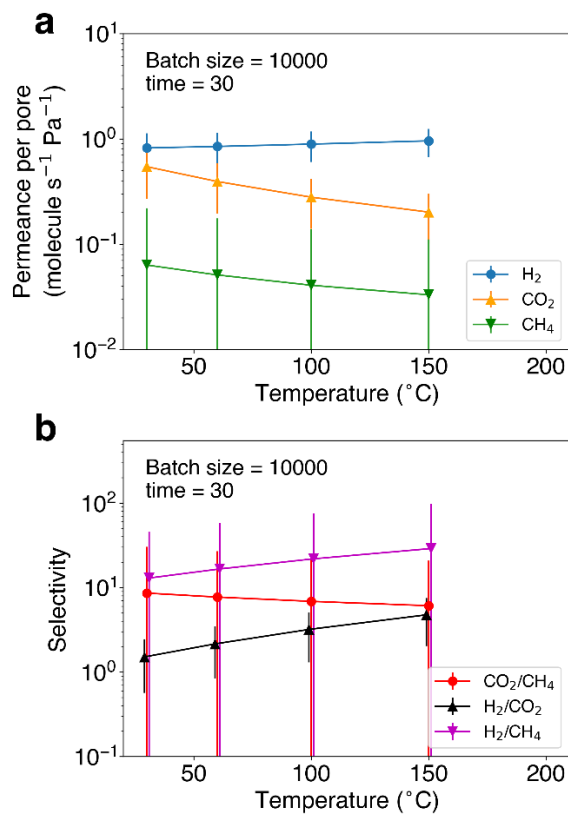 a
Permeance per pore
(molecule s⁻¹ Pa⁻¹)
10¹
10⁰
10⁻¹
10⁻²
Batch size = 10000
time = 30
H₂
CO₂
CH₄
50 100 150 200
Temperature (°C)
b
Selectivity
10²
10¹
10⁰
10⁻¹
Batch size = 10000
time = 30
CO₂/CH₄
H₂/CO₂
H₂/CH₄
50 100 150 200
Temperature (°C)